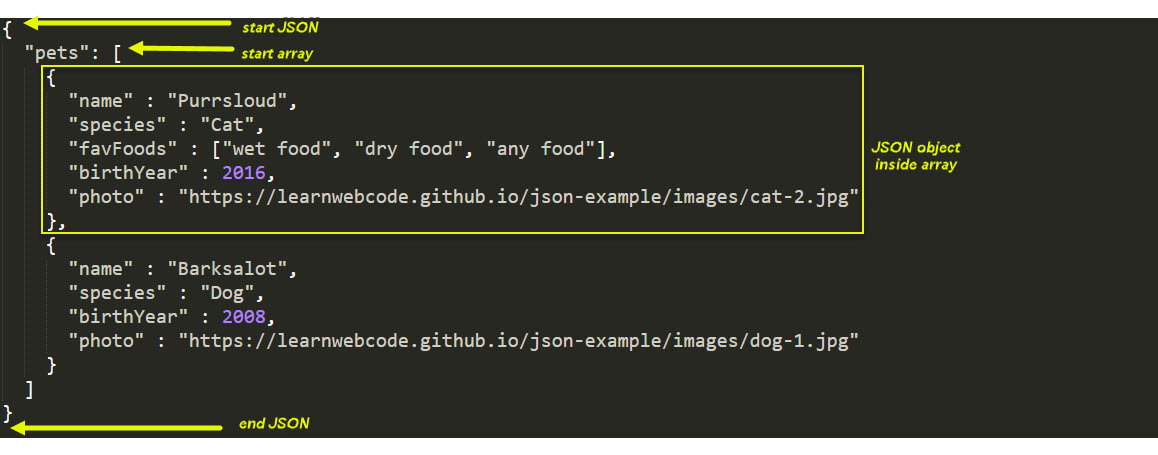 { start JSON
"pets": [ start array
{
"name" : "Purrsloud",
"species" : "Cat",
"favFoods" : ["wet food", "dry food", "any food"],
JSON object
inside array
"birthYear" : 2016,
"photo" : "https://learnwebcode.github.io/json-example/images/cat-2.jpg"
},
{
"name" : "Barksalot",
"species" : "Dog",
"birthYear" : 2008,
"photo" : "https://learnwebcode.github.io/json-example/images/dog-1.jpg"
}
]
}
end JSON